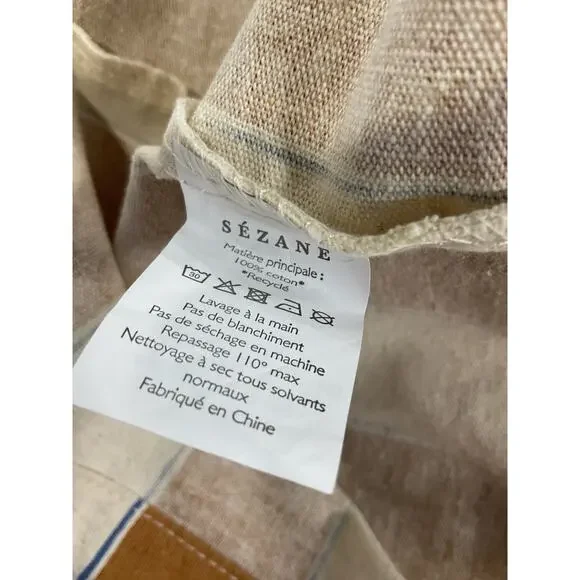 SÉZANE
Matière principale :
100% coton*
*Recyclé
30
Lavage à la main
Pas de blanchiment
Pas de séchage en machine
Repassage 110° max
Nettoyage à sec tous solvants
normaux
Fabriqué en Chine